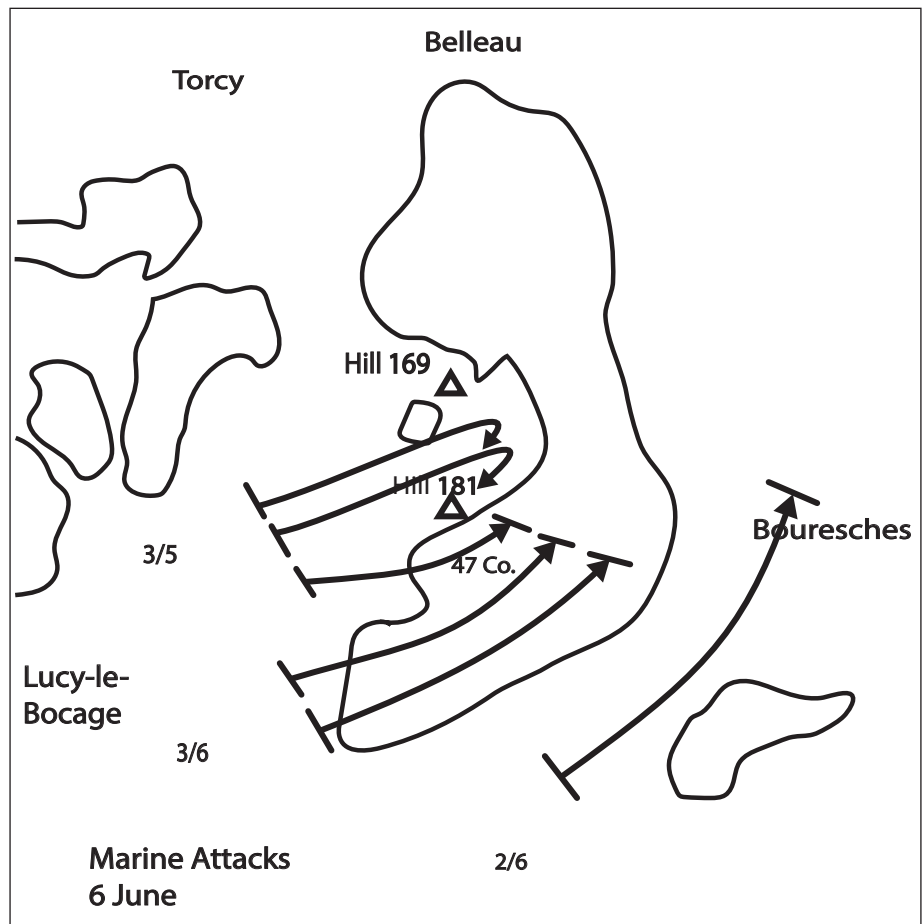 Belleau
Torcy
Hill 169
Hill 181
Bouresches
3/5
47 Co.
Lucy-le-
Bocage
3/6
Marine Attacks
6 June
2/6